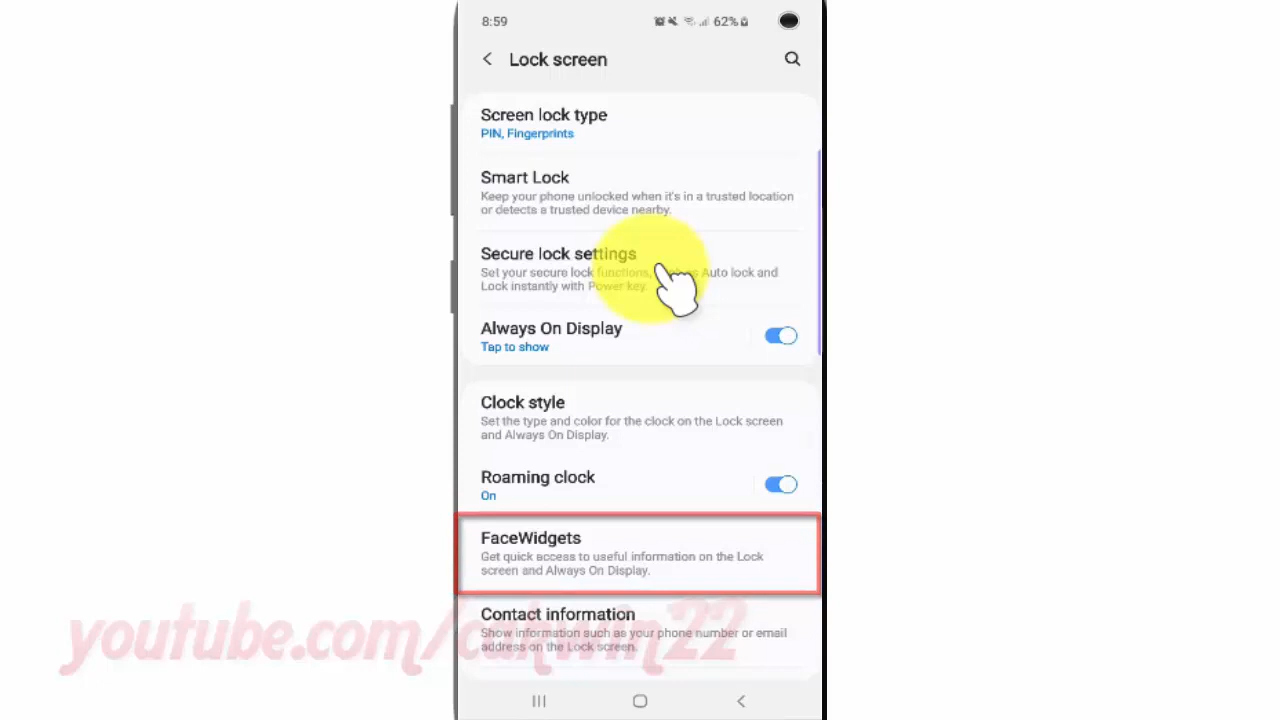 8:59
62%
Lock screen
Screen lock type
PIN, Fingerprints
Smart Lock
Keep your phone unlocked when it's in a trusted location
or detects a trusted device nearby.
Secure lock settings
Set your secure lock functions, as Auto lock and
Lock instantly with Power key.
Always On Display
Tap to show
Clock style
Set the type and color for the clock on the Lock screen
and Always On Display.
Roaming clock
On
FaceWidgets
Get quick access to useful information on the Lock
screen and Always On Display.
Contact information
Show information such as your phone number or email
address on the Lock screen.